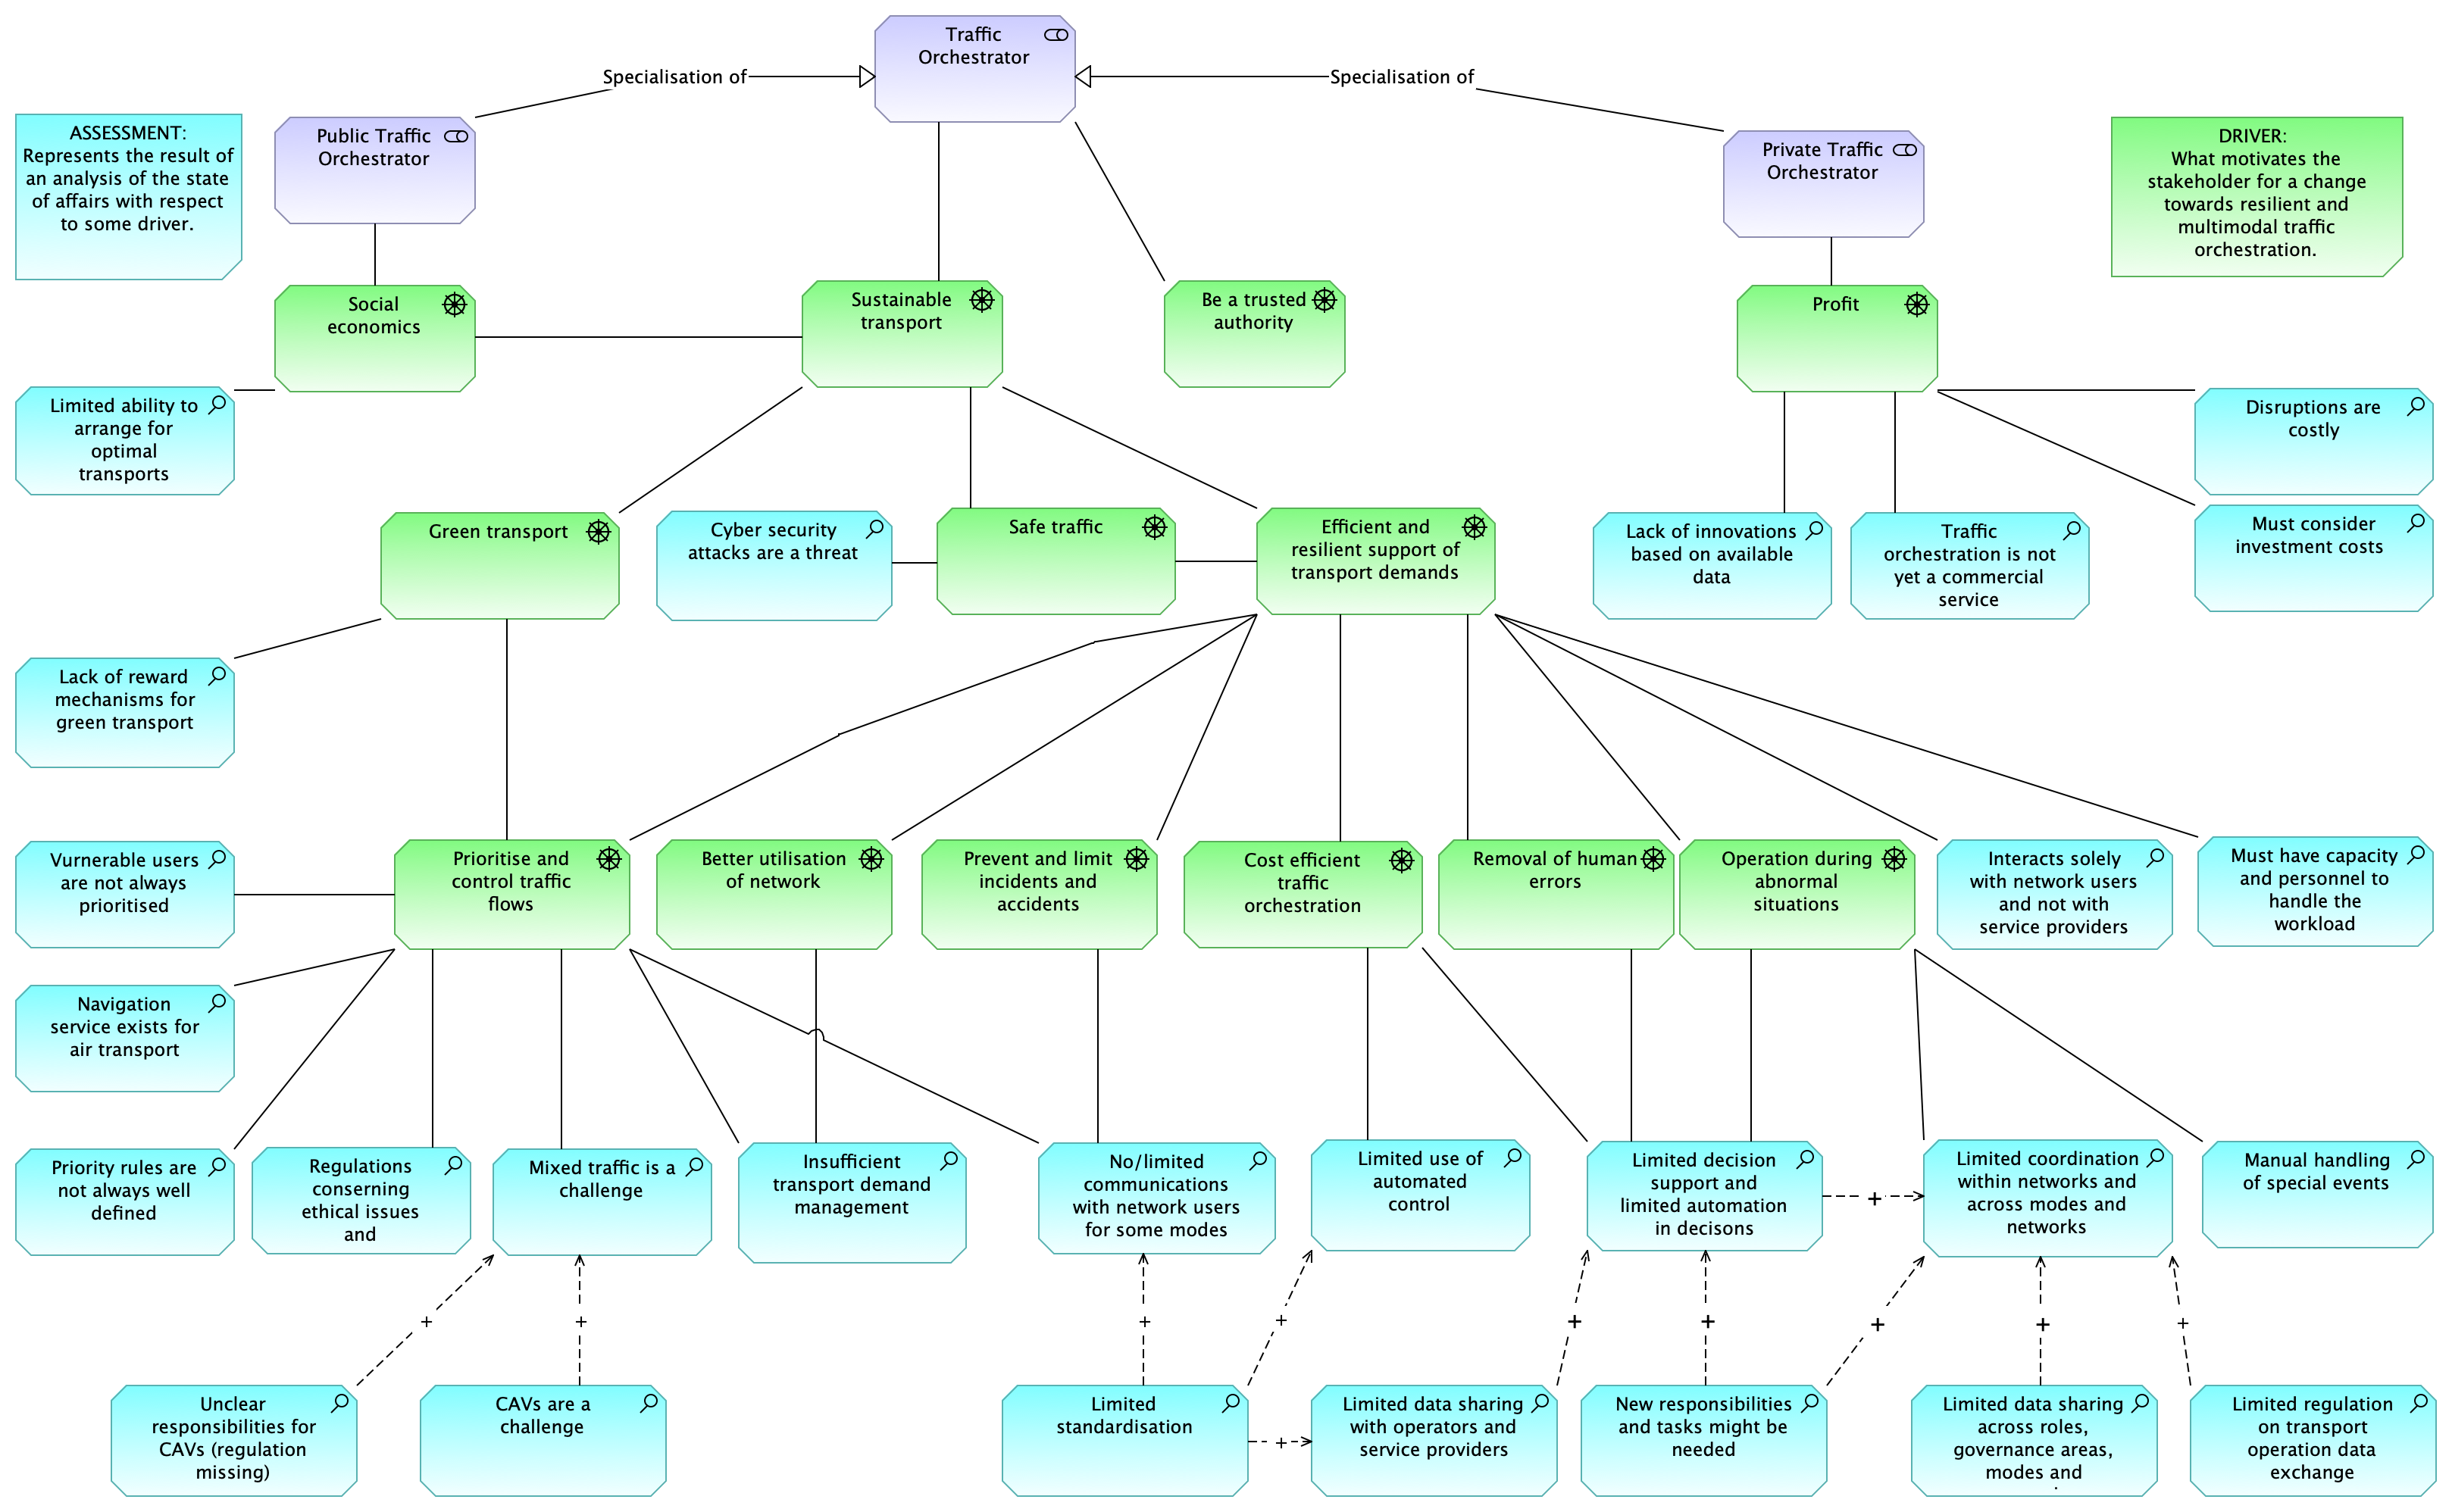 Traffic
Orchestrator
Specialisation of
Specialisation of
ASSESSMENT:
Represents the result of
an analysis of the state
of affairs with respect
to some driver.
Public Traffic
Orchestrator
Private Traffic
Orchestrator
DRIVER:
What motivates the
stakeholder for a change
towards resilient and
multimodal traffic
orchestration.
Social
economics
Sustainable
transport
Be a trusted
authority
Profit
Limited ability to
arrange for
optimal
transports
Disruptions are
costly
Green transport
Cyber security
attacks are a threat
Safe traffic
Efficient and
resilient support of
transport demands
Lack of innovations
based on available
data
Traffic
orchestration is not
yet a commercial
service
Must consider
investment costs
Lack of reward
mechanisms for
green transport
Vurnerable users
are not always
prioritised
Prioritise and
control traffic
flows
Better utilisation
of network
Prevent and limit
incidents and
accidents
Cost efficient
traffic
orchestration
Removal of human
errors
Operation during
abnormal
situations
Interacts solely
with network users
and not with
service providers
Must have capacity
and personnel to
handle the
workload
Navigation
service exists for
air transport
Priority rules are
not always well
defined
Regulations
conserning
ethical issues
and
Mixed traffic is a
challenge
Insufficient
transport demand
management
No/limited
communications
with network users
for some modes
Limited use of
automated
control
Limited decision
support and
limited automation
in decisons
+
Limited coordination
within networks and
across modes and
networks
Manual handling
of special events
+
+
+
+
+
+
+
+
+
Unclear
responsibilities for
CAVs (regulation
missing)
CAVs are a
challenge
Limited
standardisation
+
Limited data sharing
with operators and
service providers
New responsibilities
and tasks might be
needed
Limited data sharing
across roles,
governance areas,
modes and
Limited regulation
on transport
operation data
exchange